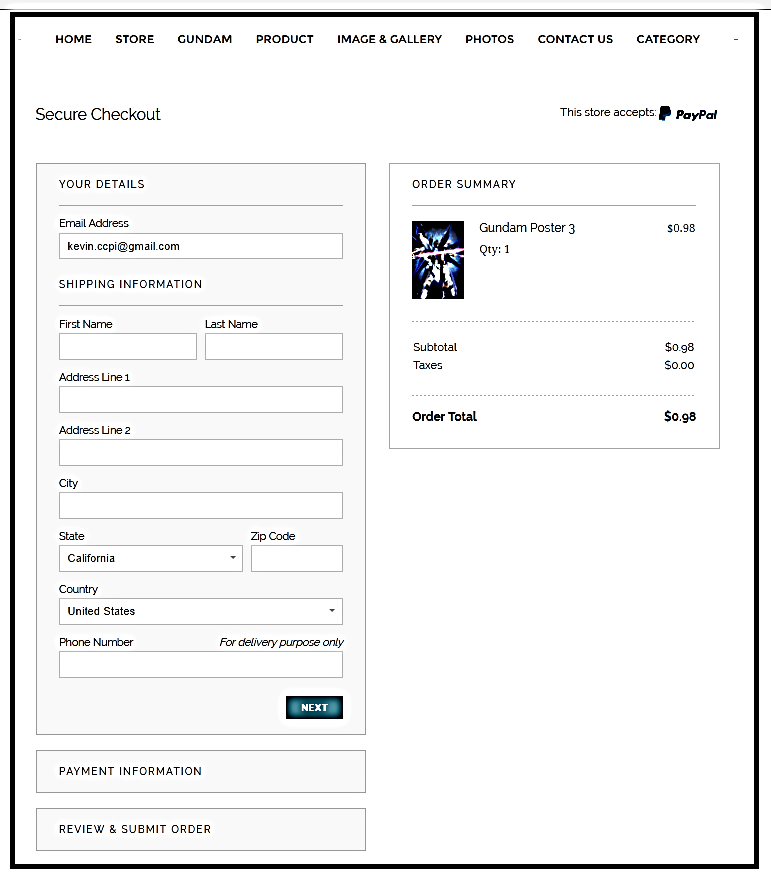 HOME STORE GUNDAM PRODUCT IMAGE & GALLERY PHOTOS CONTACT US CATEGORY
Secure Checkout
This store accepts: PayPal
YOUR DETAILS
Email Address
kevin.ccpi@gmail.com
SHIPPING INFORMATION
First Name Last Name
Address Line 1
Address Line 2
City
State Zip Code
California
Country
United States
Phone Number For delivery purpose only
NEXT
PAYMENT INFORMATION
REVIEW & SUBMIT ORDER
ORDER SUMMARY
Gundam Poster 3 $0.98
Qty: 1
Subtotal $0.98
Taxes $0.00
Order Total $0.98